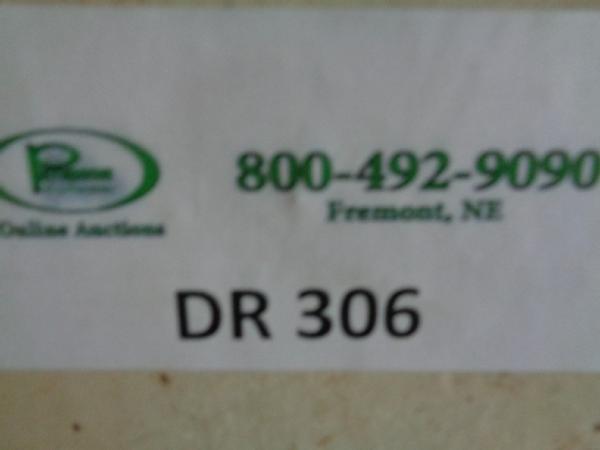 800-492-9090
Fremont, NE
Online Auctions
DR 306